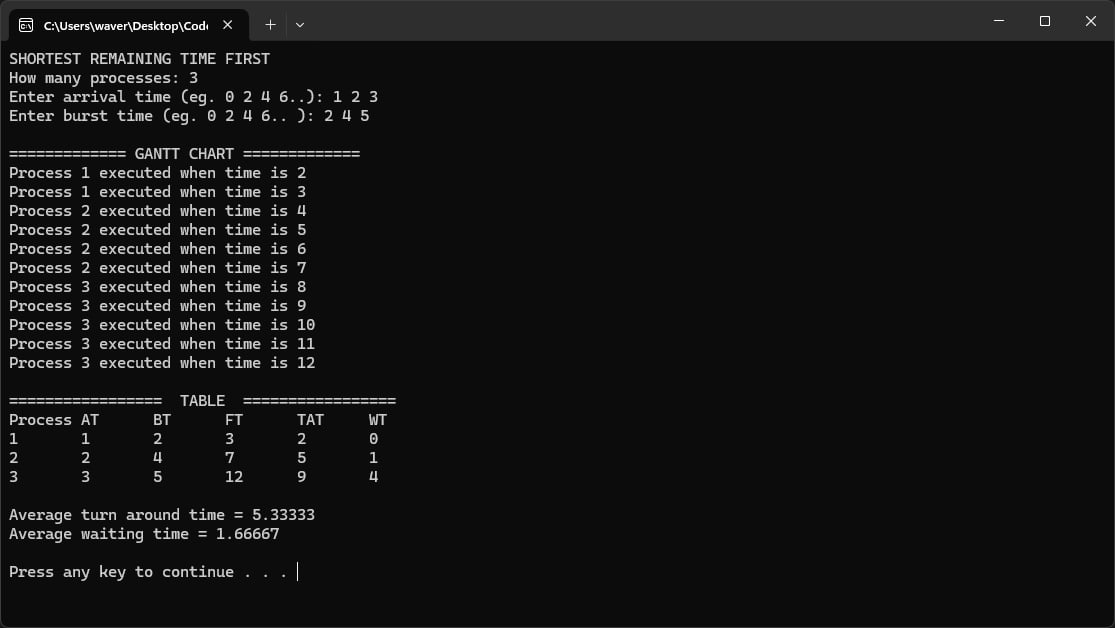 C:\Users\waver\Desktop\Code
SHORTEST REMAINING TIME FIRST
How many processes: 3
Enter arrival time (eg. 0 2 4 6..): 1 2 3
Enter burst time (eg. 0 2 4 6.. ): 2 4 5
============= GANTT CHART =============
Process 1 executed when time is 2
Process 1 executed when time is 3
Process 2 executed when time is 4
Process 2 executed when time is 5
Process 2 executed when time is 6
Process 2 executed when time is 7
Process 3 executed when time is 8
Process 3 executed when time is 9
Process 3 executed when time is 10
Process 3 executed when time is 11
Process 3 executed when time is 12
=================  TABLE  =================
Process AT      BT      FT      TAT     WT
1       1       2       3       2       0
2       2       4       7       5       1
3       3       5       12      9       4
Average turn around time = 5.33333
Average waiting time = 1.66667
Press any key to continue . . .